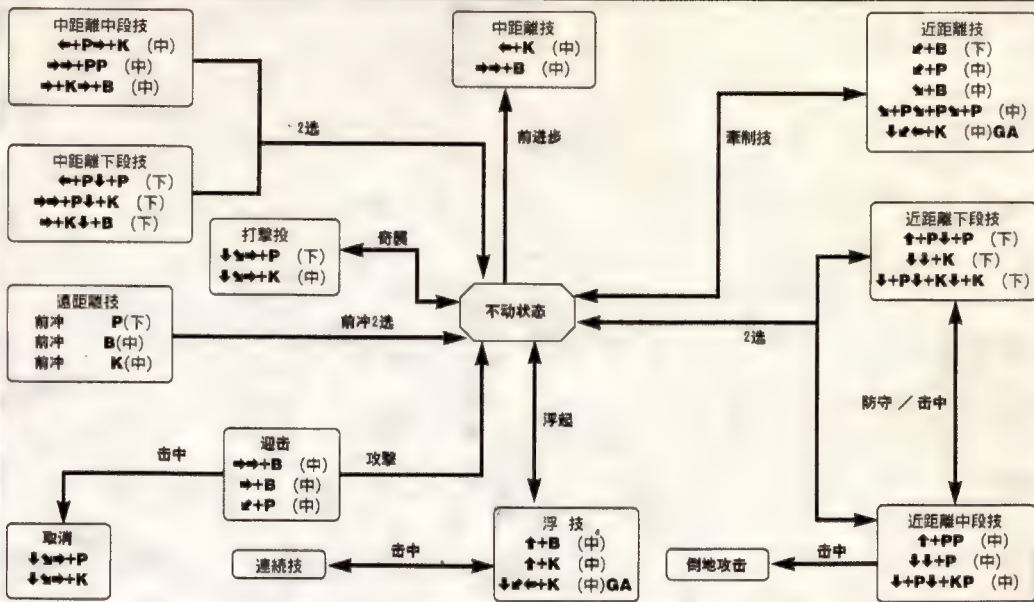 中距離中段技
←+P→+K (中)
→→+PP (中)
→+K→+B (中)
中距離技
←+K (中)
→→+B (中)
近距離技
↙+B (下)
↙+P (中)
↘+B (中)
↘+P↘+P↘+P (中)
↓↙←+K (中)GA
2选
前进步
牽制技
中距離下段技
←+P↓+P (下)
→→+P↓+K (下)
→+K↓+B (下)
打擊投
↓↘→+P (下)
↓↘→+K (中)
奇襲
近距離下段技
↑+P↓+P (下)
↓↓+K (下)
↓+P↓+K↓+K (下)
遠距離技
前冲 P(下)
前冲 B(中)
前冲 K(中)
前冲2选
不动状态
2选
浮起
防守 / 击中
击中
迎击
→→+B (中)
→+B (中)
↙+P (中)
攻擊
取消
↓↘→+P
↓↘→+K
連続技
击中
浮 技
↑+B (中)
↑+K (中)
↓↙←+K (中)GA
倒地攻击
击中
近距離中段技
↑+PP (中)
↓↓+P (中)
↓+P↓+KP (中)